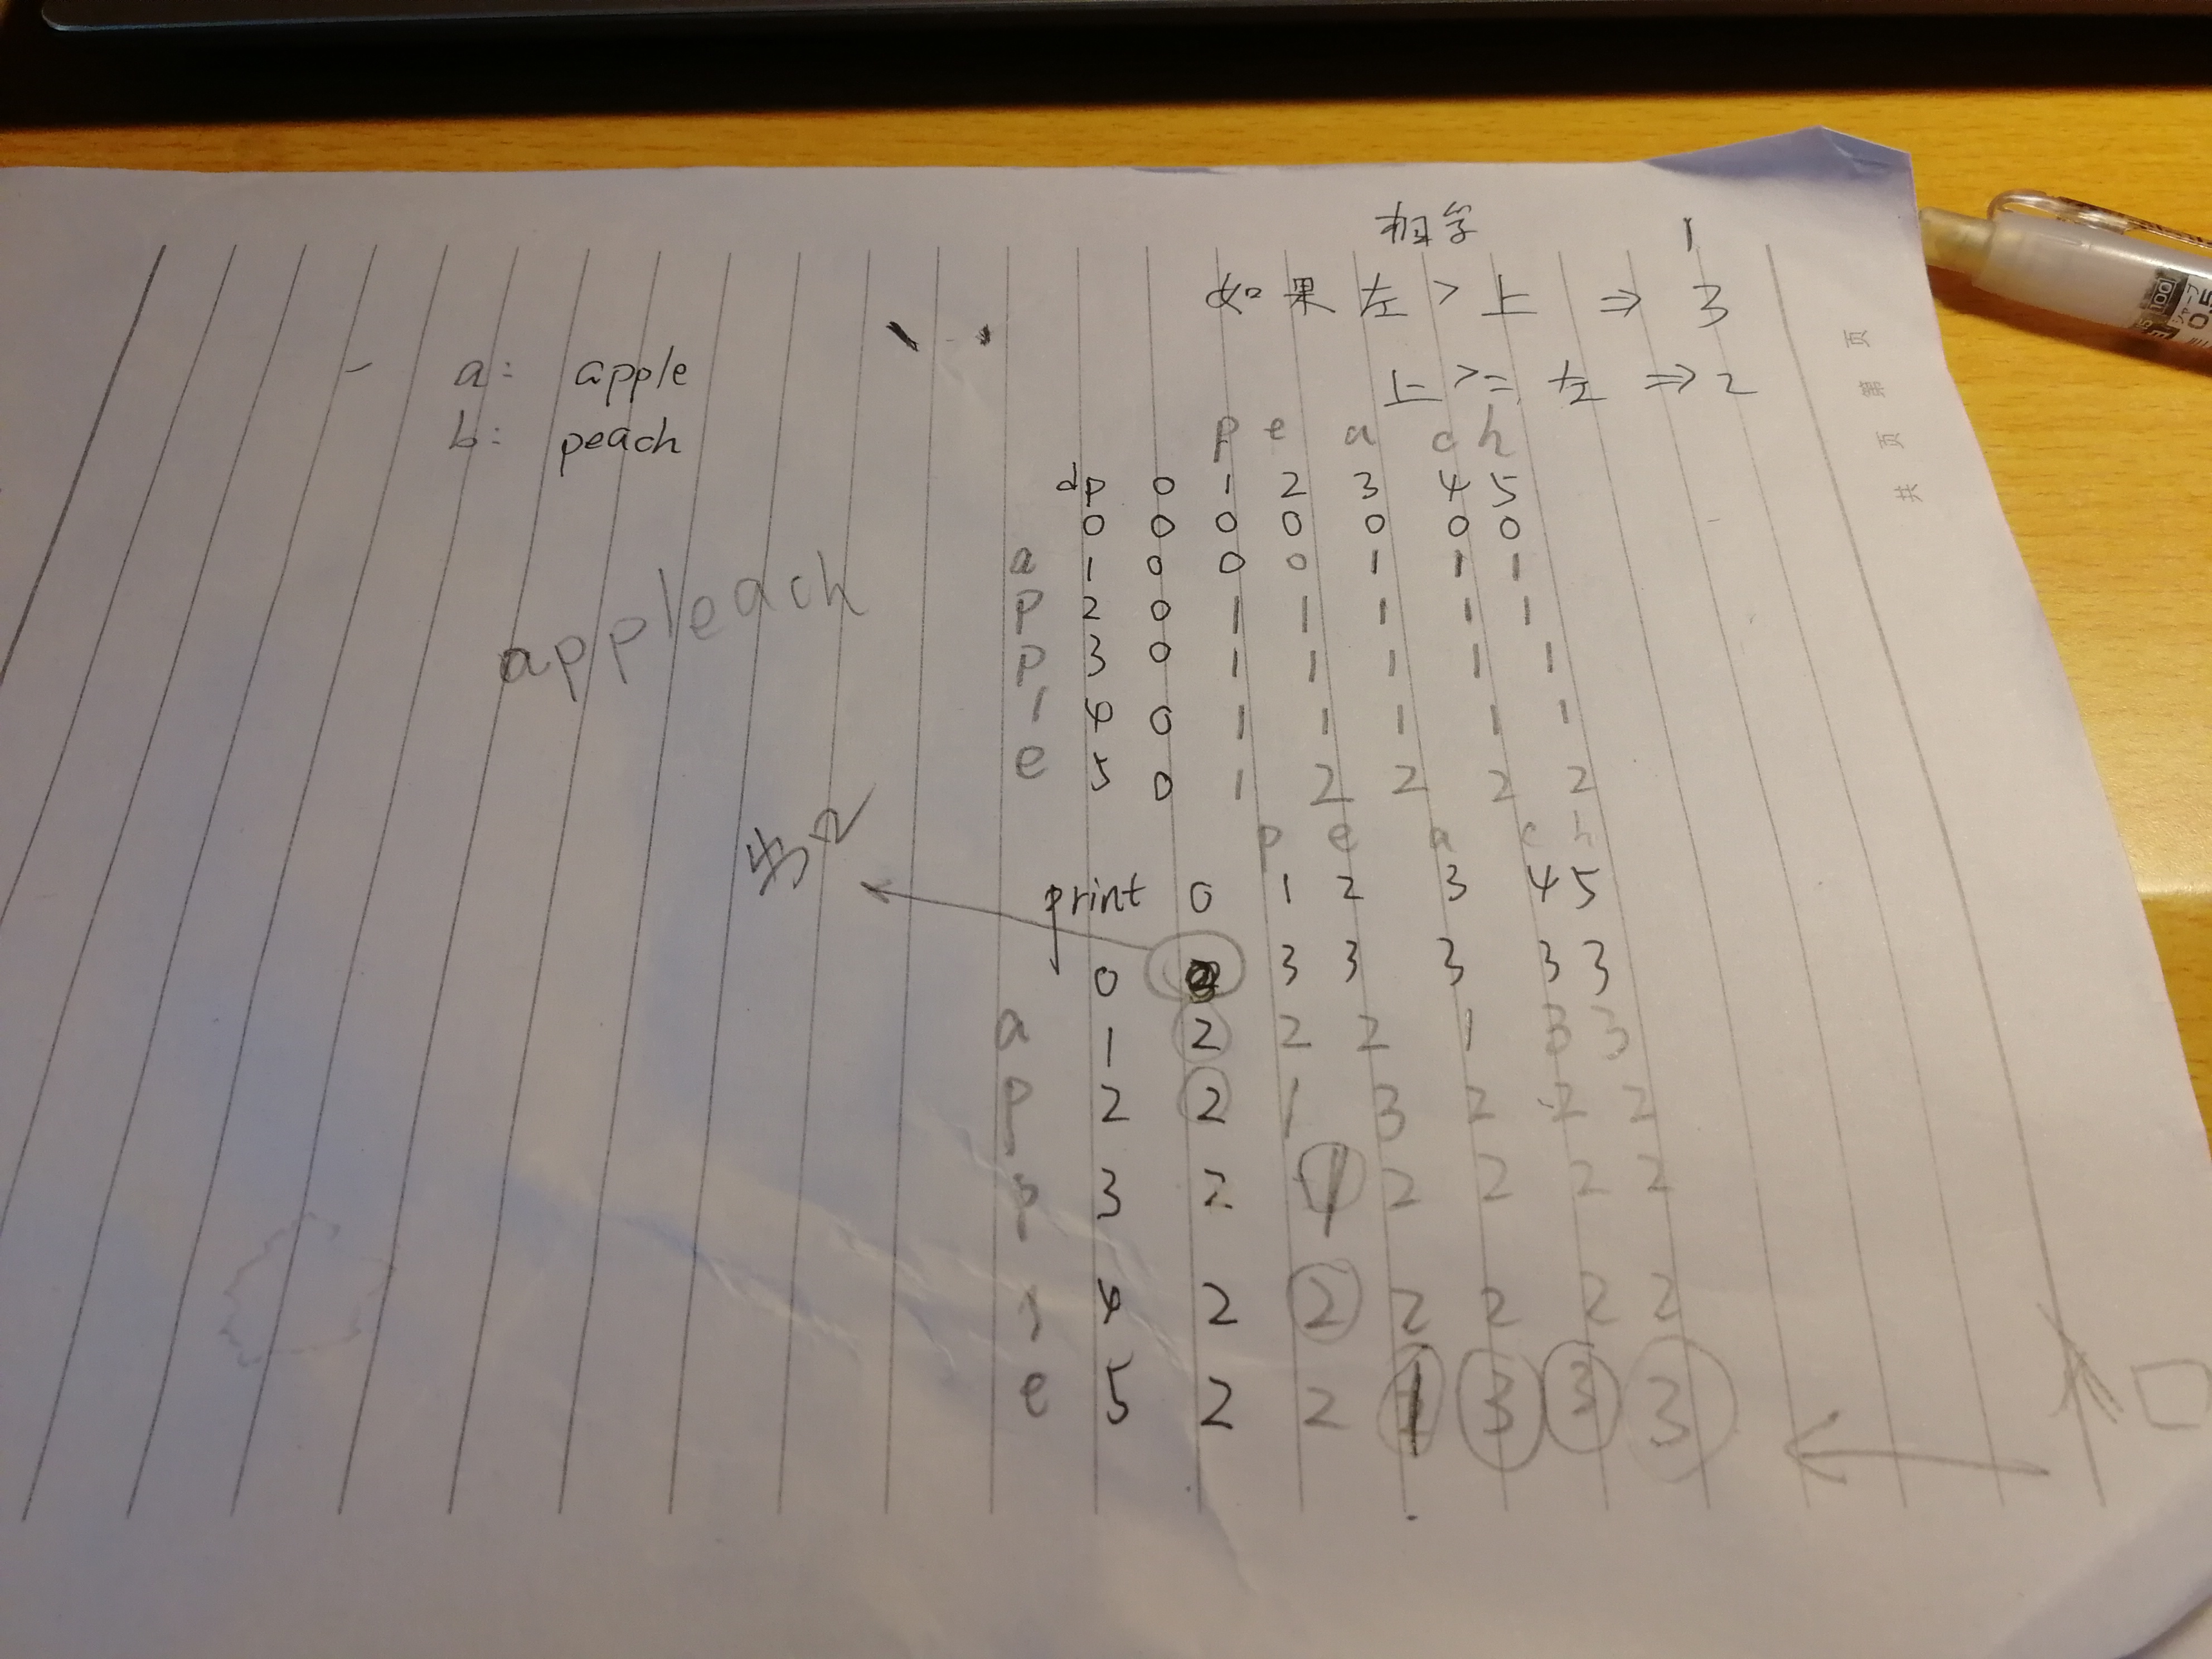 相等 1
如果 左 > 上 ⇒ 3
上 >= 左 ⇒ 2
a: apple
b: peach
p e a c h
dp 0 1 2 3 4 5
0 0 0 0 0 0 0
a 1 0 0 0 1 1 1
p 2 0 1 1 1 1 1
p 3 0 1 1 1 1 1
l 4 0 1 1 1 1 1
e 5 0 1 2 2 2 2
appleach
p e a c h
print 0 1 2 3 4 5
为2
0 3 3 3 3 3
a 1 2 2 2 1 3 3
p 2 2 1 3 2 2 2
p 3 2 1 2 2 2 2
l 4 2 2 2 2 2 2
e 5 2 2 1 3 3 3
共 页 第 页
100
0.5